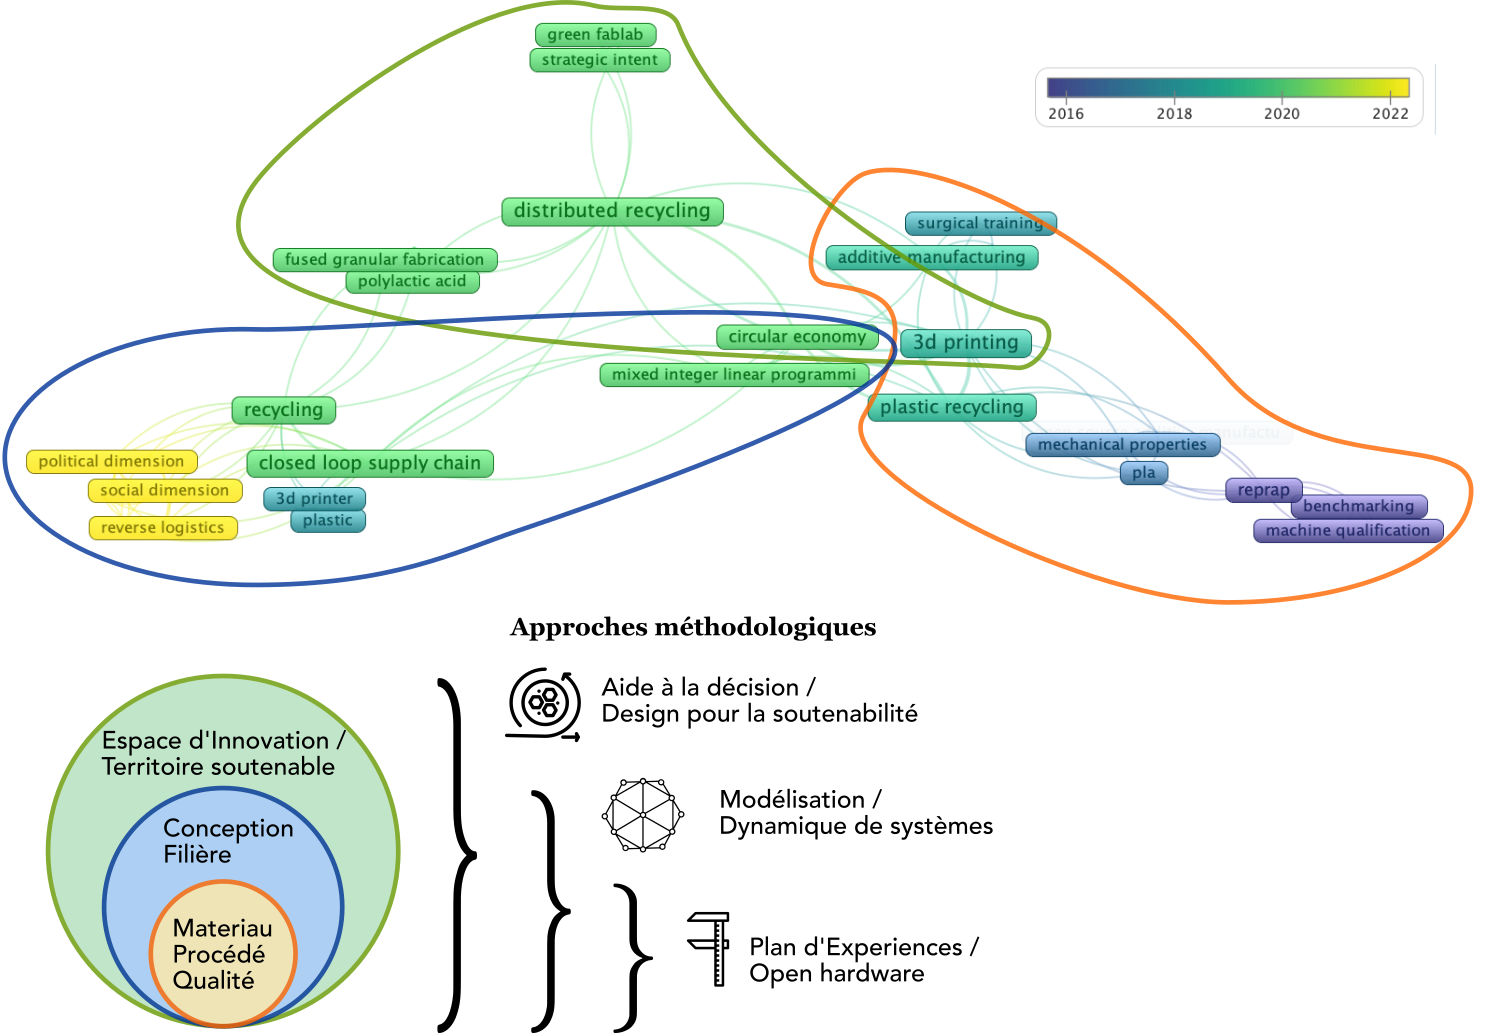 green fablab
strategic intent
2016 2018 2020 2022
distributed recycling
surgical training
additive manufacturing
fused granular fabrication
polylactic acid
circular economy
3d printing
mixed integer linear programmi
recycling
plastic recycling
mechanical properties
political dimension
closed loop supply chain
pla
social dimension
3d printer
reprap
plastic
benchmarking
reverse logistics
machine qualification
Approches méthodologiques
Aide à la décision /
Design pour la soutenabilité
Espace d'Innovation /
Territoire soutenable
Modélisation /
Dynamique de systèmes
Conception
Filière
Materiau
Procédé
Qualité
Plan d'Experiences /
Open hardware